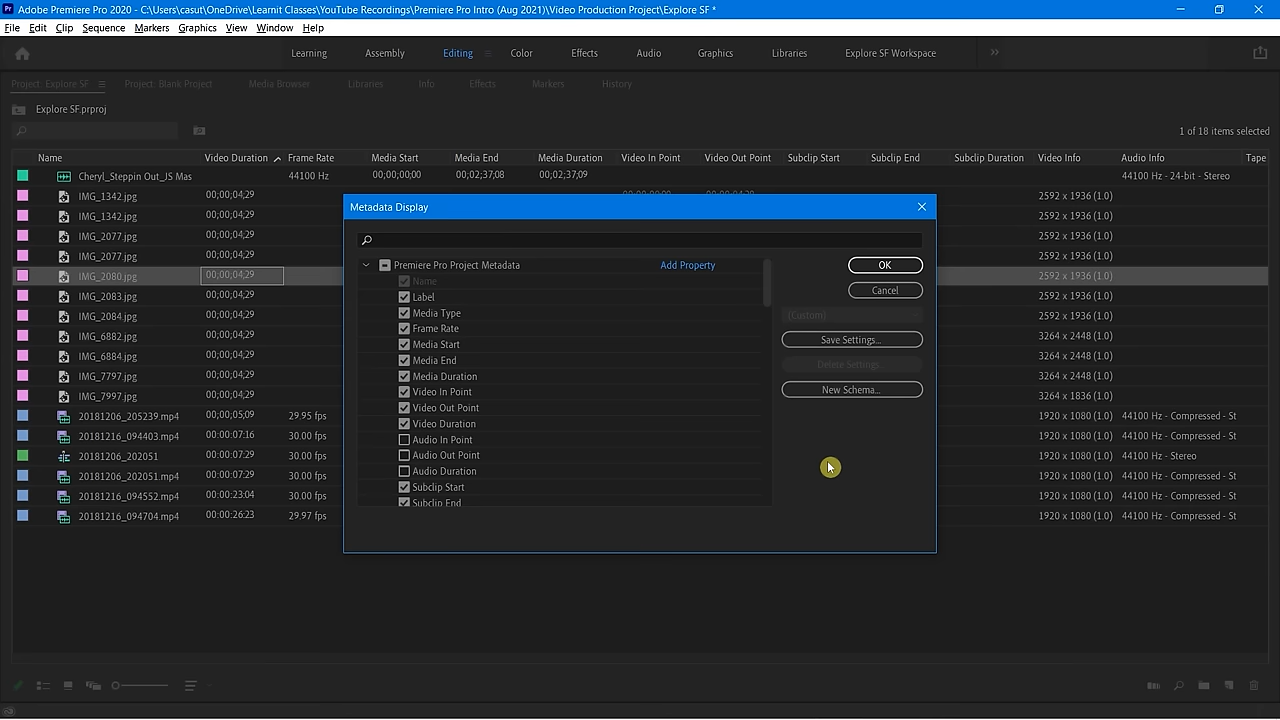 Adobe Premiere Pro 2020 - C:\Users\casut\OneDrive\Learnit Classes\YouTube Recordings\Premiere Pro Intro (Aug 2021)\Video Production Project\Explore SF *
File Edit Clip Sequence Markers Graphics View Window Help
Learning Assembly Editing Color Effects Audio Graphics Libraries Explore SF Workspace
Project: Explore SF Project: Blank Project Media Browser Libraries Info Effects Markers History
Explore SF.prproj
1 of 18 items selected
Name Video Duration Frame Rate Media Start Media End Media Duration Video In Point Video Out Point Subclip Start Subclip End Subclip Duration Video Info Audio Info Tape
Cheryl_Steppin Out_JS Mas 44100 Hz 00;00;00;00 00;02;37;08 00;02;37;09 44100 Hz - 24-bit - Stereo
IMG_1342.jpg 00;00;04;29 2592 x 1936 (1.0)
IMG_1342.jpg 00;00;04;29 2592 x 1936 (1.0)
IMG_2077.jpg 00;00;04;29 2592 x 1936 (1.0)
IMG_2077.jpg 00;00;04;29 2592 x 1936 (1.0)
IMG_2080.jpg 00;00;04;29 2592 x 1936 (1.0)
IMG_2083.jpg 00;00;04;29 2592 x 1936 (1.0)
IMG_2084.jpg 00;00;04;29 2592 x 1936 (1.0)
IMG_6882.jpg 00;00;04;29 3264 x 2448 (1.0)
IMG_6884.jpg 00;00;04;29 3264 x 2448 (1.0)
IMG_7797.jpg 00;00;04;29 3264 x 2448 (1.0)
IMG_7997.jpg 00;00;04;29 3264 x 1836 (1.0)
20181206_205239.mp4 00;00;05;09 29.95 fps 1920 x 1080 (1.0) 44100 Hz - Compressed - St
20181216_094403.mp4 00:00:07:16 30.00 fps 1920 x 1080 (1.0) 44100 Hz - Compressed - St
20181206_202051 00:00:07:29 30.00 fps 1920 x 1080 (1.0) 44100 Hz - Stereo
20181206_202051.mp4 00:00:07:29 30.00 fps 1920 x 1080 (1.0) 44100 Hz - Compressed - St
20181216_094552.mp4 00:00:23:04 30.00 fps 1920 x 1080 (1.0) 44100 Hz - Compressed - St
20181216_094704.mp4 00:00:26:23 29.97 fps 1920 x 1080 (1.0) 44100 Hz - Compressed - St
Metadata Display
Premiere Pro Project Metadata Add Property
Name
Label
Media Type
Frame Rate
Media Start
Media End
Media Duration
Video In Point
Video Out Point
Video Duration
Audio In Point
Audio Out Point
Audio Duration
Subclip Start
Subclip End
OK
Cancel
(Custom)
Save Settings...
Delete Settings...
New Schema...